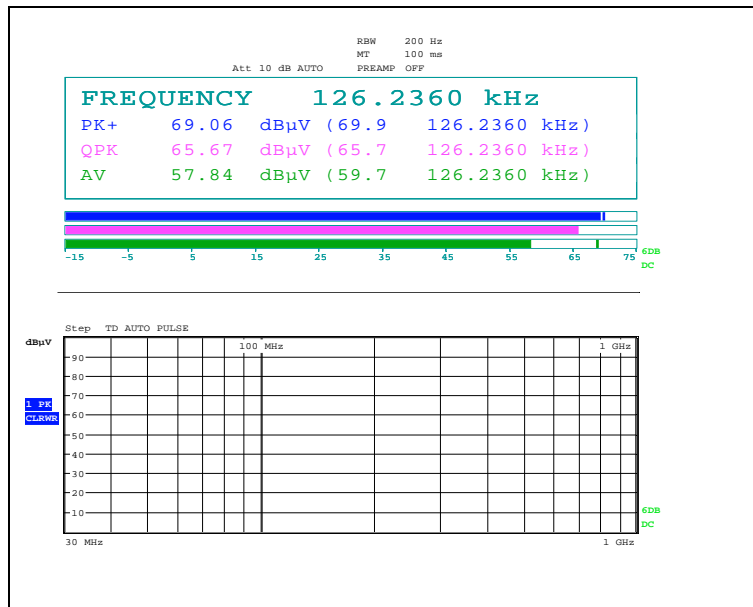 RBW 200 Hz
MT 100 ms
Att 10 dB AUTO PREAMP OFF
FREQUENCY 126.2360 kHz
PK+ 69.06 dBµV (69.9 126.2360 kHz)
QPK 65.67 dBµV (65.7 126.2360 kHz)
AV 57.84 dBµV (59.7 126.2360 kHz)
-15 -5 5 15 25 35 45 55 65 75
6DB
DC
Step TD AUTO PULSE
dBµV
100 MHz 1 GHz
90
80
70
1 PK
60
CLRWR
50
40
30
20
10
6DB
DC
30 MHz 1 GHz